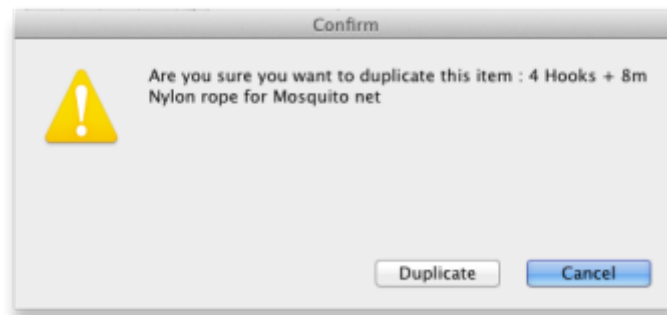 Confirm
Are you sure you want to duplicate this item : 4 Hooks + 8m
Nylon rope for Mosquito net
Duplicate
Cancel